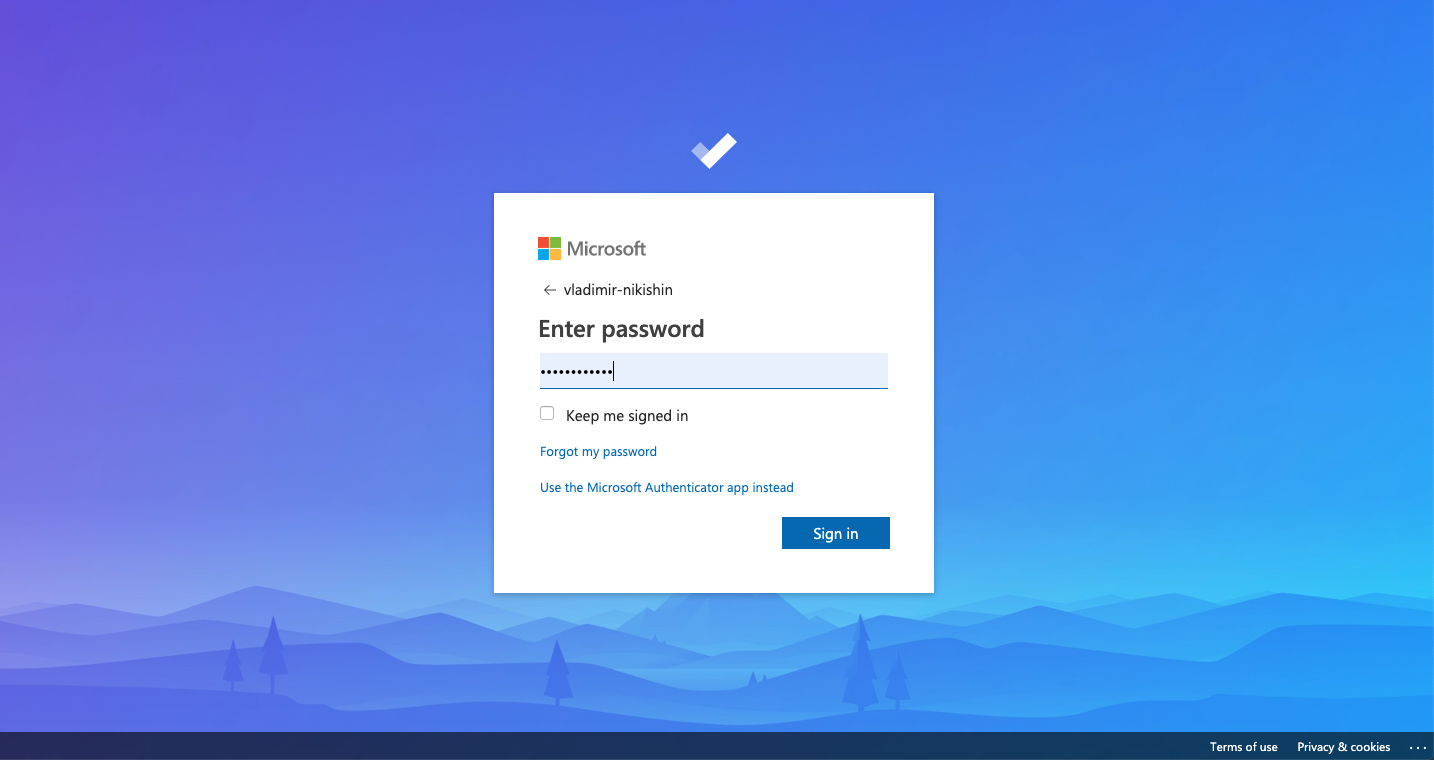 Microsoft
vladimir-nikishin
Enter password
••••••••••••
Keep me signed in
Forgot my password
Use the Microsoft Authenticator app instead
Sign in
Terms of use
Privacy & cookies
...